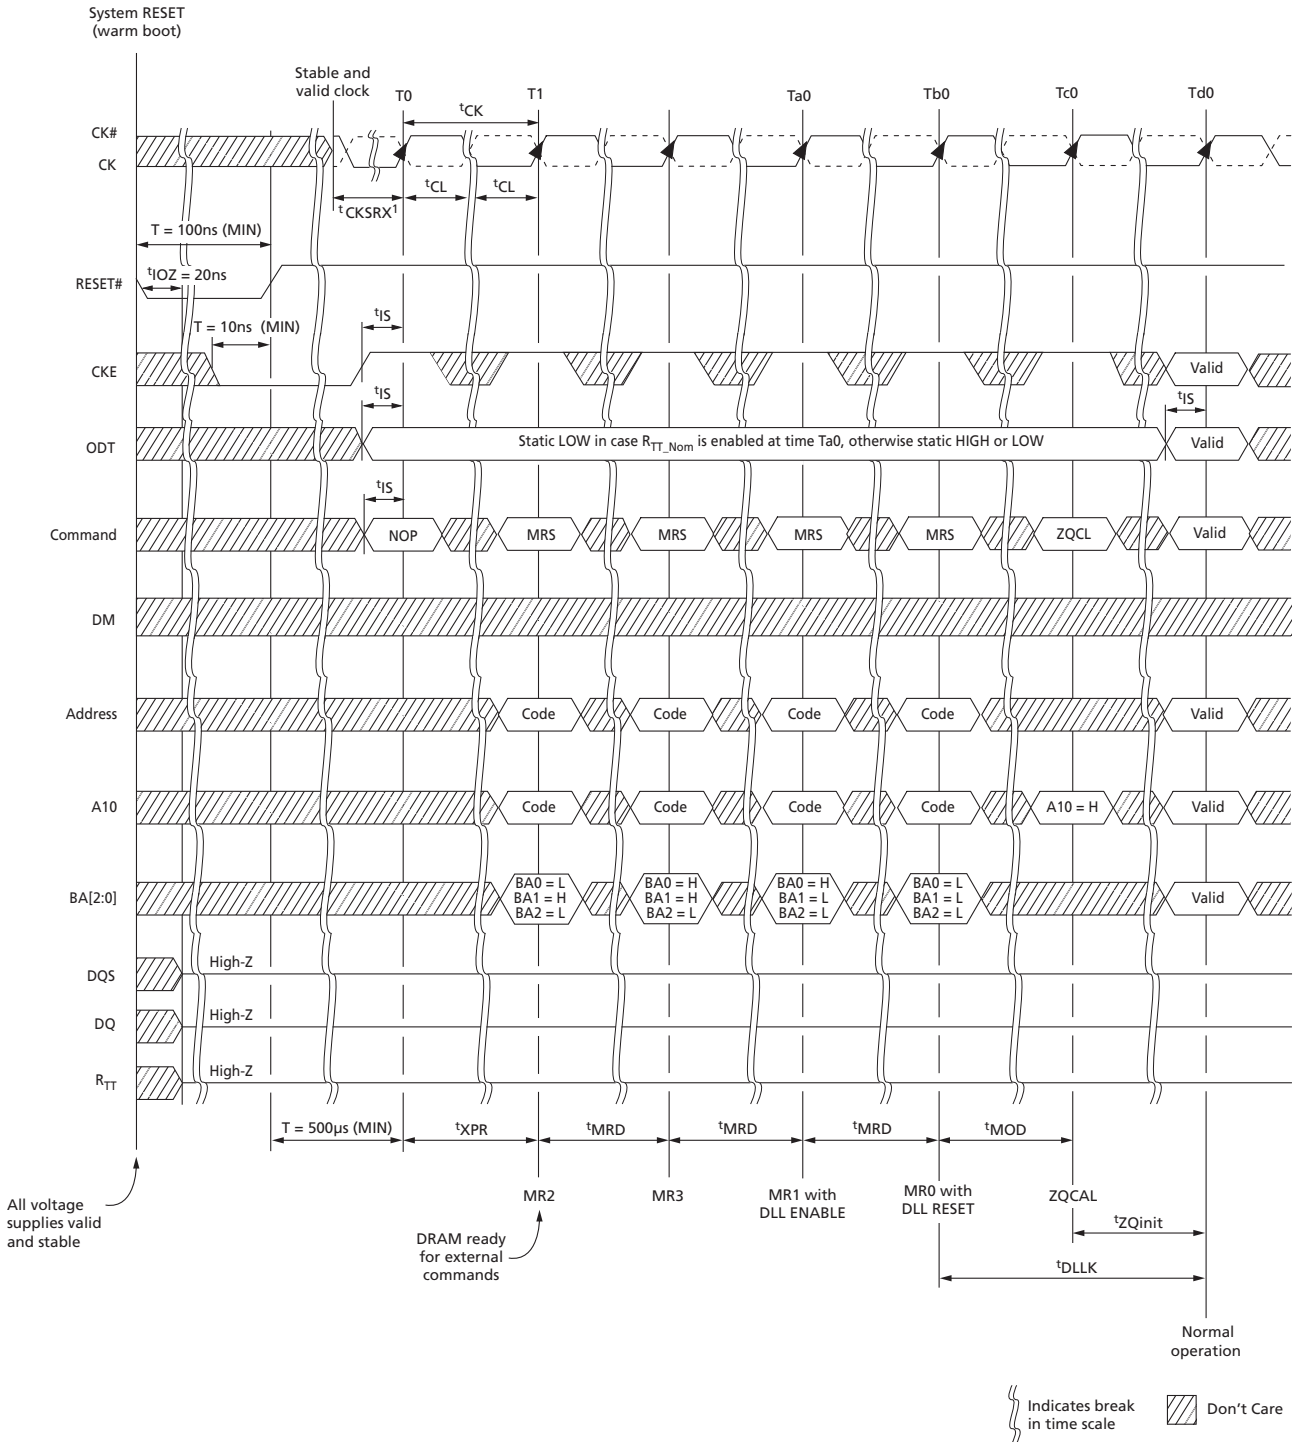 System RESET
(warm boot)
Stable and
valid clock
T0
T1
Ta0
Tb0
Tc0
Td0
tCK
CK#
CK
tCL
tCL
tCKSRX1
T = 100ns (MIN)
tIOZ = 20ns
RESET#
tIS
T = 10ns (MIN)
CKE
Valid
tIS
tIS
ODT
Static LOW in case RTT_Nom is enabled at time Ta0, otherwise static HIGH or LOW
Valid
tIS
Command
NOP
MRS
MRS
MRS
MRS
ZQCL
Valid
DM
Address
Code
Code
Code
Code
Valid
A10
Code
Code
Code
Code
A10 = H
Valid
BA[2:0]
BA0 = L
BA1 = H
BA2 = L
BA0 = H
BA1 = H
BA2 = L
BA0 = H
BA1 = L
BA2 = L
BA0 = L
BA1 = L
BA2 = L
Valid
DQS
High-Z
DQ
High-Z
RTT
High-Z
T = 500µs (MIN)
tXPR
tMRD
tMRD
tMRD
tMOD
All voltage
supplies valid
and stable
MR2
MR3
MR1 with
DLL ENABLE
MR0 with
DLL RESET
ZQCAL
tZQinit
DRAM ready
for external
commands
tDLLK
Normal
operation
Indicates break
in time scale
Don't Care